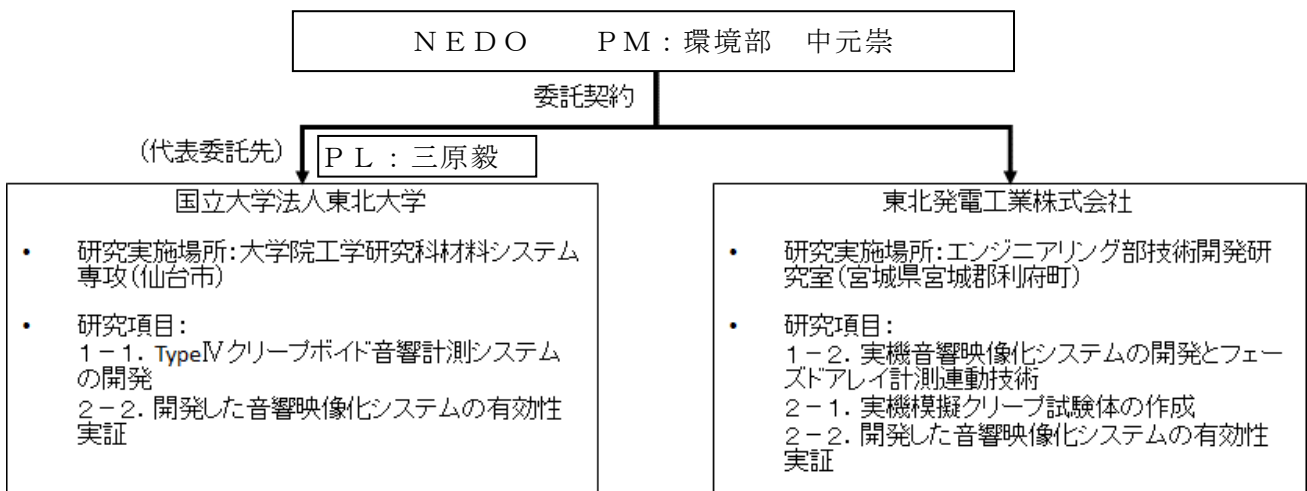 NEDO　PM:環境部　中元崇
委託契約
(代表委託先)
PL:三原毅
国立大学法人東北大学
• 研究実施場所:大学院工学研究科材料システム
専攻(仙台市)
• 研究項目:
1-1. TypeⅣクリープボイド音響計測システム
の開発
2-2. 開発した音響映像化システムの有効性
実証
東北発電工業株式会社
• 研究実施場所:エンジニアリング部技術開発研
究室(宮城県宮城郡利府町)
• 研究項目:
1-2. 実機音響映像化システムの開発とフェー
ズドアレイ計測連動技術
2-1. 実機模擬クリープ試験体の作成
2-2. 開発した音響映像化システムの有効性
実証